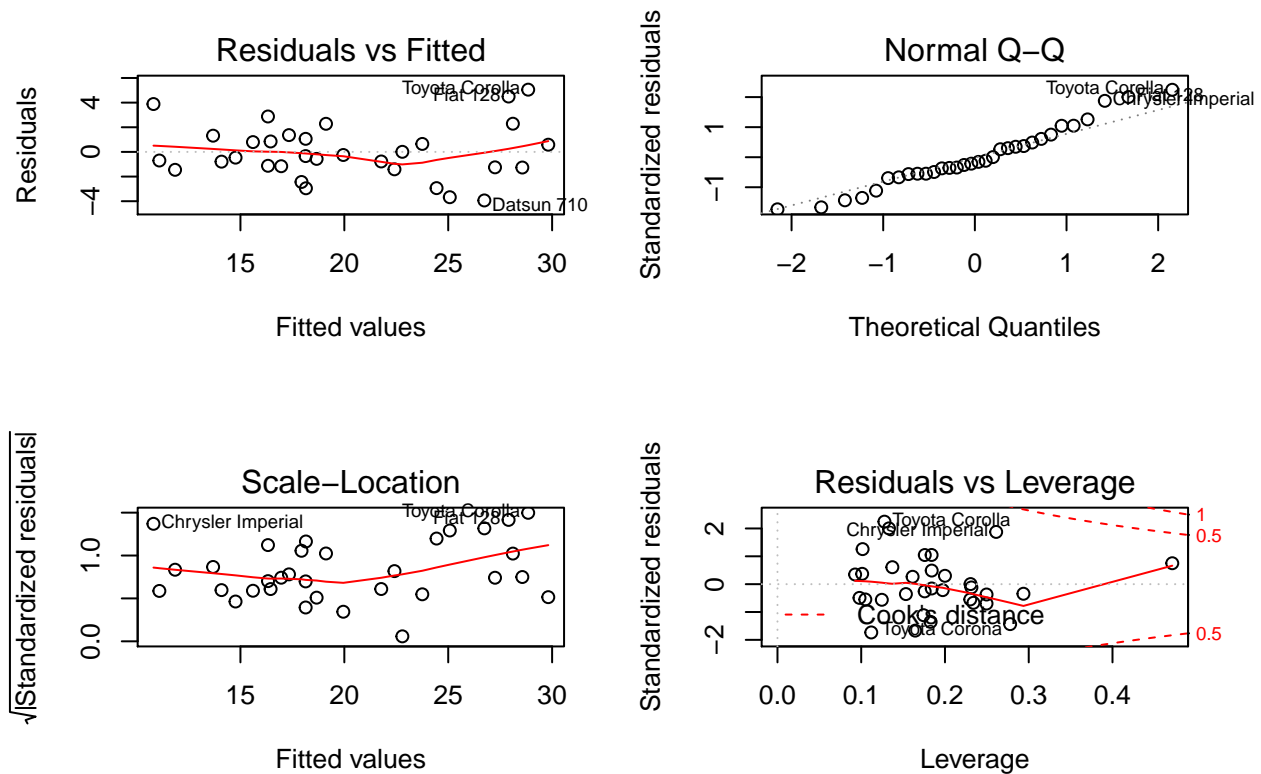 Residuals vs Fitted
Residuals
4
0
−4
Toyota Corolla
Fiat 128
Datsun 710
15 20 25 30
Fitted values
Normal Q−Q
Standardized residuals
1
−1
Toyota Corolla
Fiat 128
Chrysler Imperial
−2 −1 0 1 2
Theoretical Quantiles
Scale−Location
√|Standardized residuals|
1.0
0.0
Chrysler Imperial
Toyota Corolla
Fiat 128
15 20 25 30
Fitted values
Residuals vs Leverage
Standardized residuals
2
0
−2
Toyota Corolla
Chrysler Imperial
Cook's distance
Toyota Corona
1
0.5
0.5
0.0 0.1 0.2 0.3 0.4
Leverage